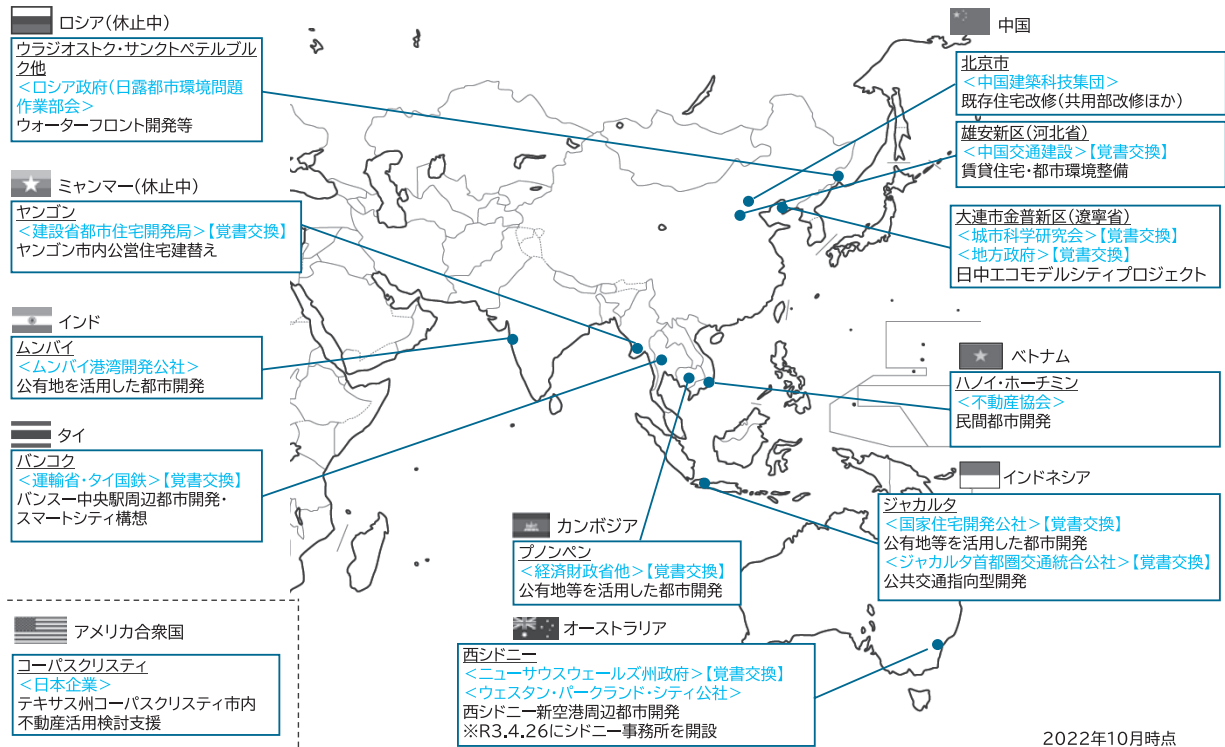 ロシア(休止中)
ウラジオストク・サンクトペテルブル
ク他
<ロシア政府(日露都市環境問題
作業部会>
ウォーターフロント開発等
ミャンマー(休止中)
ヤンゴン
<建設省都市住宅開発局>【覚書交換】
ヤンゴン市内公営住宅建替え
インド
ムンバイ
<ムンバイ港湾開発公社>
公有地を活用した都市開発
タイ
バンコク
<運輸省・タイ国鉄>【覚書交換】
バンスー中央駅周辺都市開発・
スマートシティ構想
アメリカ合衆国
コーパスクリスティ
<日本企業>
テキサス州コーパスクリスティ市内
不動産活用検討支援
中国
北京市
<中国建築科技集団>
既存住宅改修(共用部改修ほか)
雄安新区(河北省)
<中国交通建設>【覚書交換】
賃貸住宅・都市環境整備
大連市金普新区(遼寧省)
<城市科学研究会>【覚書交換】
<地方政府>【覚書交換】
日中エコモデルシティプロジェクト
ベトナム
ハノイ・ホーチミン
<不動産協会>
民間都市開発
インドネシア
ジャカルタ
<国家住宅開発公社>【覚書交換】
公有地等を活用した都市開発
<ジャカルタ首都圏交通統合公社>【覚書交換】
公共交通指向型開発
カンボジア
プノンペン
<経済財政省他>【覚書交換】
公有地等を活用した都市開発
オーストラリア
西シドニー
<ニューサウスウェールズ州政府>【覚書交換】
<ウェスタン・パークランド・シティ公社>
西シドニー新空港周辺都市開発
※R3.4.26にシドニー事務所を開設
2022年10月時点